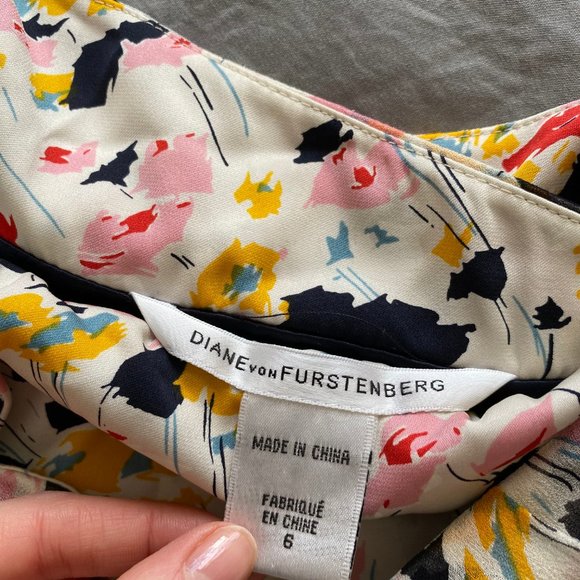 DIANE VON FURSTENBERG
MADE IN CHINA
FABRIQUÉ
EN CHINE
6